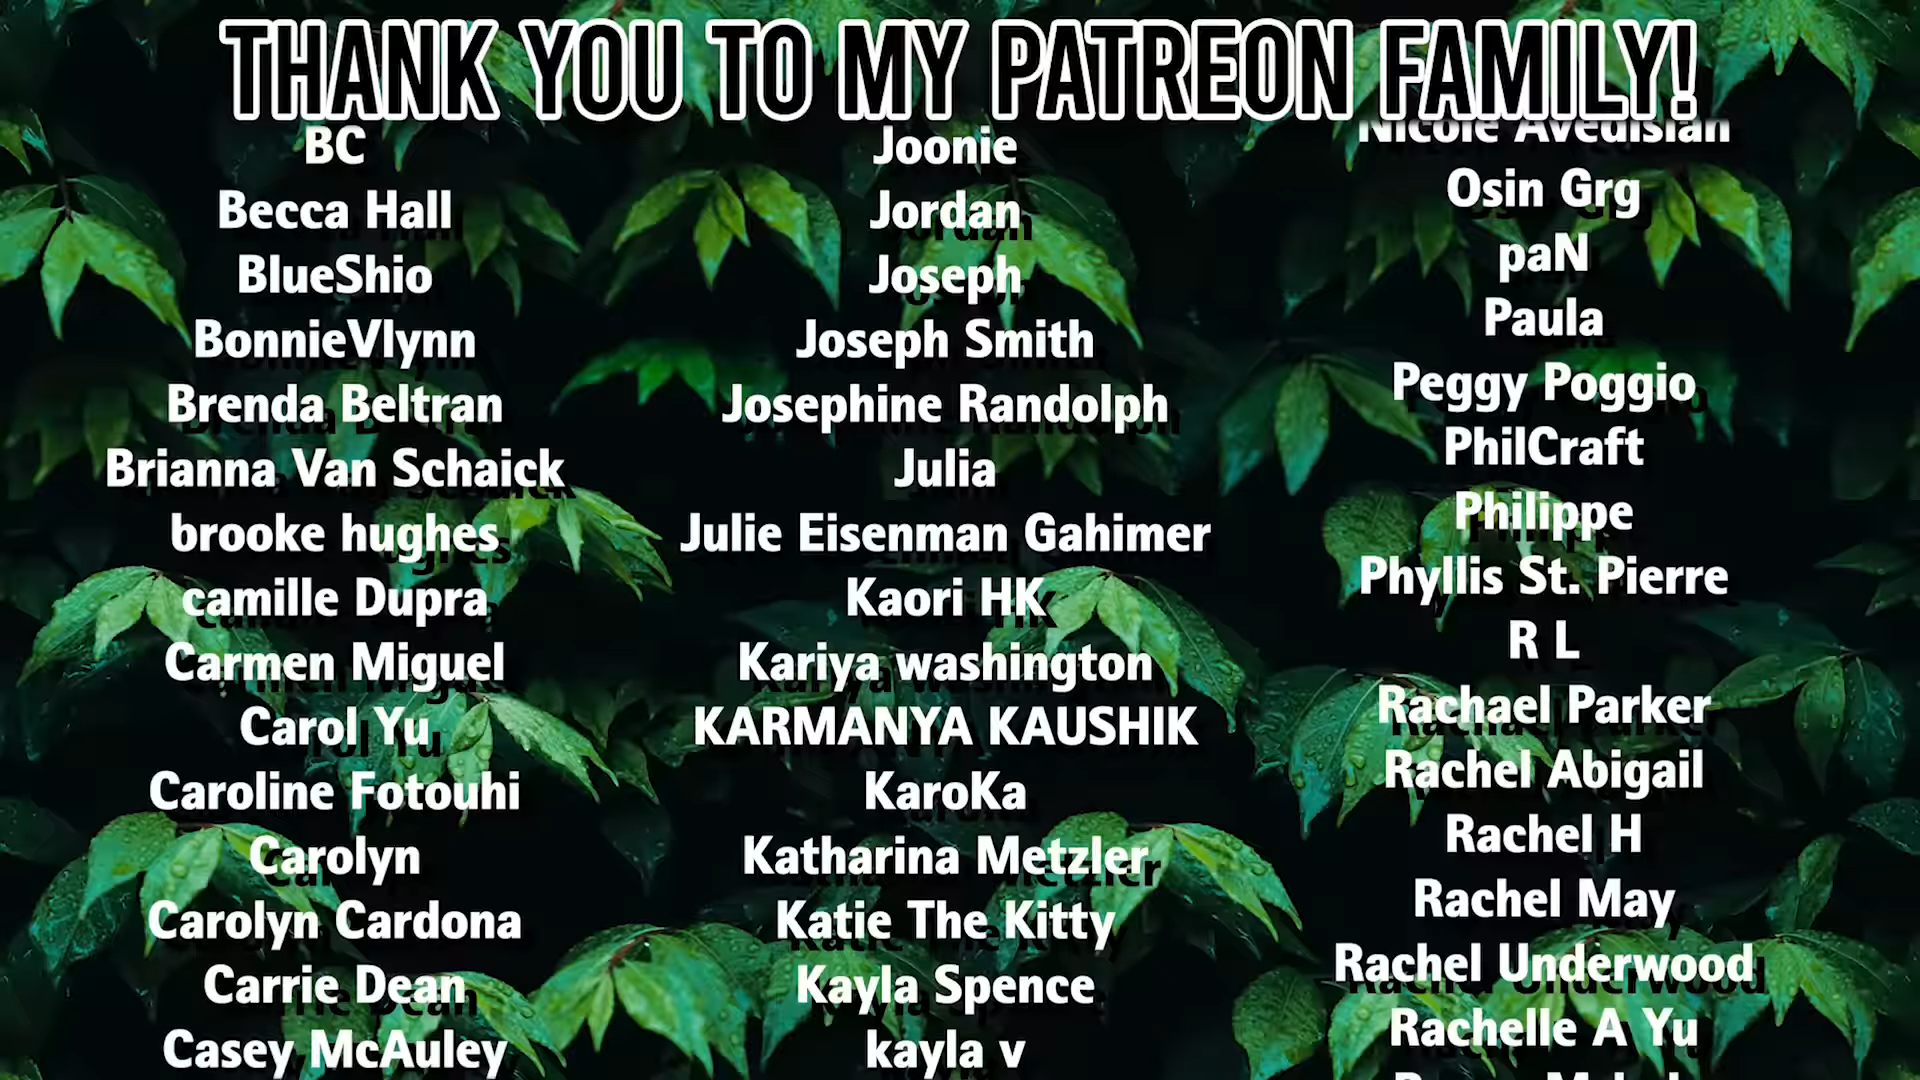 THANK YOU TO MY PATREON FAMILY!
BC
Becca Hall
BlueShio
BonnieVlynn
Brenda Beltran
Brianna Van Schaick
brooke hughes
camille Dupra
Carmen Miguel
Carol Yu
Caroline Fotouhi
Carolyn
Carolyn Cardona
Carrie Dean
Casey McAuley
Joonie
Jordan
Joseph
Joseph Smith
Josephine Randolph
Julia
Julie Eisenman Gahimer
Kaori HK
Kariya washington
KARMANYA KAUSHIK
KaroKa
Katharina Metzler
Katie The Kitty
Kayla Spence
kayla v
Nicole Avedisian
Osin Grg
paN
Paula
Peggy Poggio
PhilCraft
Philippe
Phyllis St. Pierre
R L
Rachael Parker
Rachel Abigail
Rachel H
Rachel May
Rachel Underwood
Rachelle A Yu